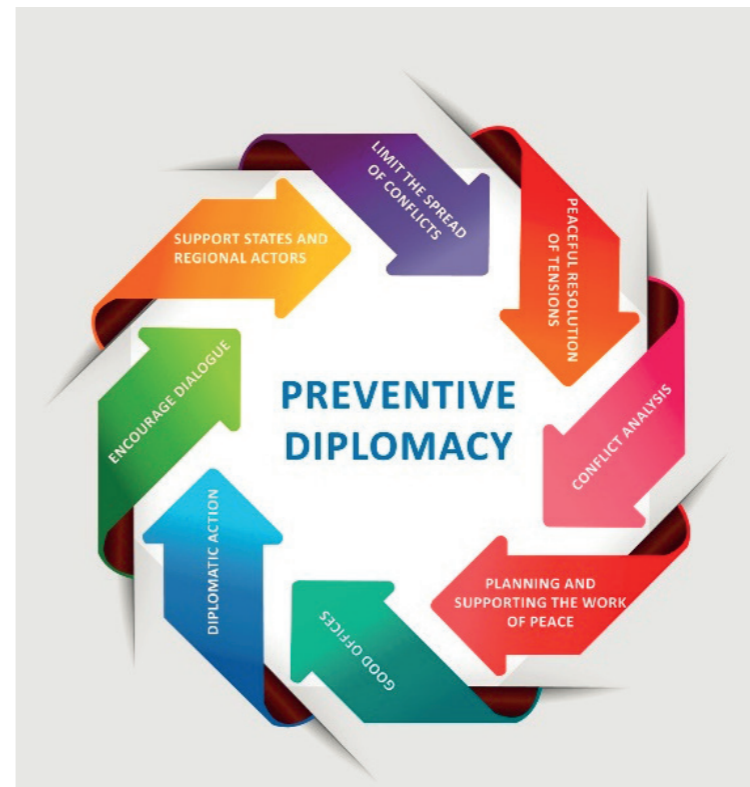 LIMIT THE SPREAD
OF CONFLICTS
PEACEFUL RESOLUTION
OF TENSIONS
CONFLICT ANALYSIS
PLANNING AND
SUPPORTING THE WORK
OF PEACE
GOOD OFFICES
DIPLOMATIC ACTION
ENCOURAGE DIALOGUE
SUPPORT STATES AND
REGIONAL ACTORS
PREVENTIVE
DIPLOMACY